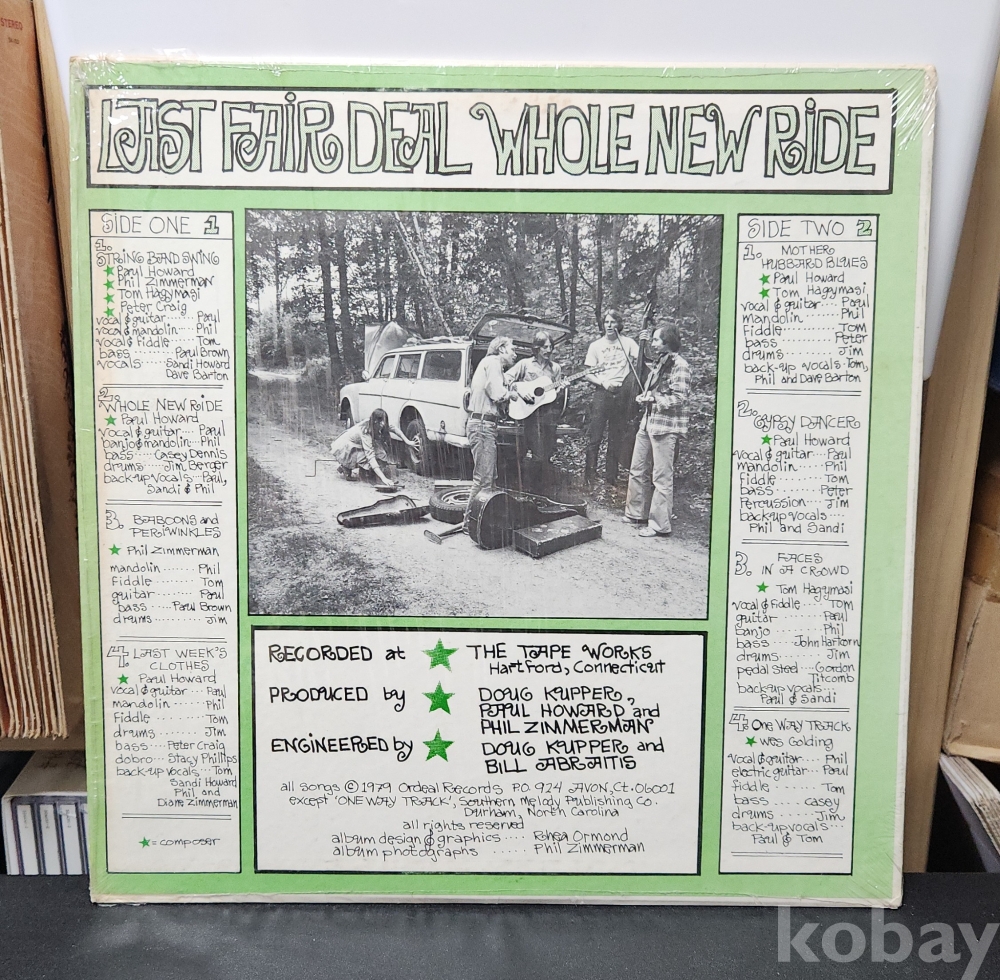 STEREO
LAST FAIR DEAL WHOLE NEW RIDE
SIDE ONE 1
1.
STRING BAND SWING
★ Paul Howard
★ Phil Zimmerman
★ Tom Hagymasi
★ Peter Craig
vocal & guitar ···· Paul
vocal & mandolin ···· Phil
vocal & fiddle ··· Tom
bass ···· Paul Brown
vocals ···· Sandi Howard
Dave Barton
2.
WHOLE NEW RIDE
★ Paul Howard
vocal & guitar ··· Paul
banjo & mandolin ··· Phil
bass ···· Casey Dennis
drums ··· Jim Berger
back-up vocals ·· Paul,
Sandi & Phil
3. BABOONS and
PERIWINKLES
★ Phil Zimmerman
mandolin ······· Phil
fiddle ······· Tom
guitar ······ Paul
bass ····· Paul Brown
drums ······ Jim
4. LAST WEEK'S
CLOTHES
★ Paul Howard
vocal & guitar ··· Paul
mandolin ····· Phil
Fiddle ····· Tom
drums ······· Jim
bass ···· Peter Craig
dobro ··· Stacy Phillips
back-up vocals ··· Tom
Sandi Howard
Phil and
Diane Zimmerman
★ = composer
RECORDED at ★ THE TAPE WORKS
Hartford, Connecticut
PRODUCED by ★ DOUG KUPPER,
PAUL HOWARD and
PHIL ZIMMERMAN
ENGINEERED by ★ DOUG KUPPER and
BILL ABRAITIS
all songs © 1979 Ordeal Records P.O. 924 AVON, Ct. 06001
except 'ONE WAY TRACK', Southern Melody Publishing Co.
Durham, North Carolina
all rights reserved
album design & graphics ···· Rohea Ormond
album photographs ····· Phil Zimmerman
SIDE TWO 2
1. MOTHER
HUBBARD BLUES
★ Paul Howard
★ Tom Hagymasi
vocal & guitar ··· Paul
mandolin ······ Phil
fiddle ······ Tom
bass ······ Peter
drums ······ Jim
back-up vocals · Tom,
Phil and Dave Barton
2. GYPSY DANCER
★ Paul Howard
vocal & guitar ···· Paul
mandolin ····· Phil
fiddle ······ Tom
bass ······ Peter
Percussion ··· Jim
back-up vocals ····
Phil and Sandi
3. FACES
IN A CROWD
★ Tom Hagymasi
vocal & fiddle ···· Tom
guitar ······ Paul
banjo ······ Phil
bass ··· John Hartkorn
drums ······ Jim
pedal steel ··· Gordon
Titcomb
back-up vocals ···
Paul & Sandi
4. ONE WAY TRACK
★ Wes Golding
vocal & guitar ··· Phil
electric guitar ··· Paul
fiddle ······ Tom
bass ····· casey
drums ····· Jim
back-up vocals ···
Paul & Tom
kobay